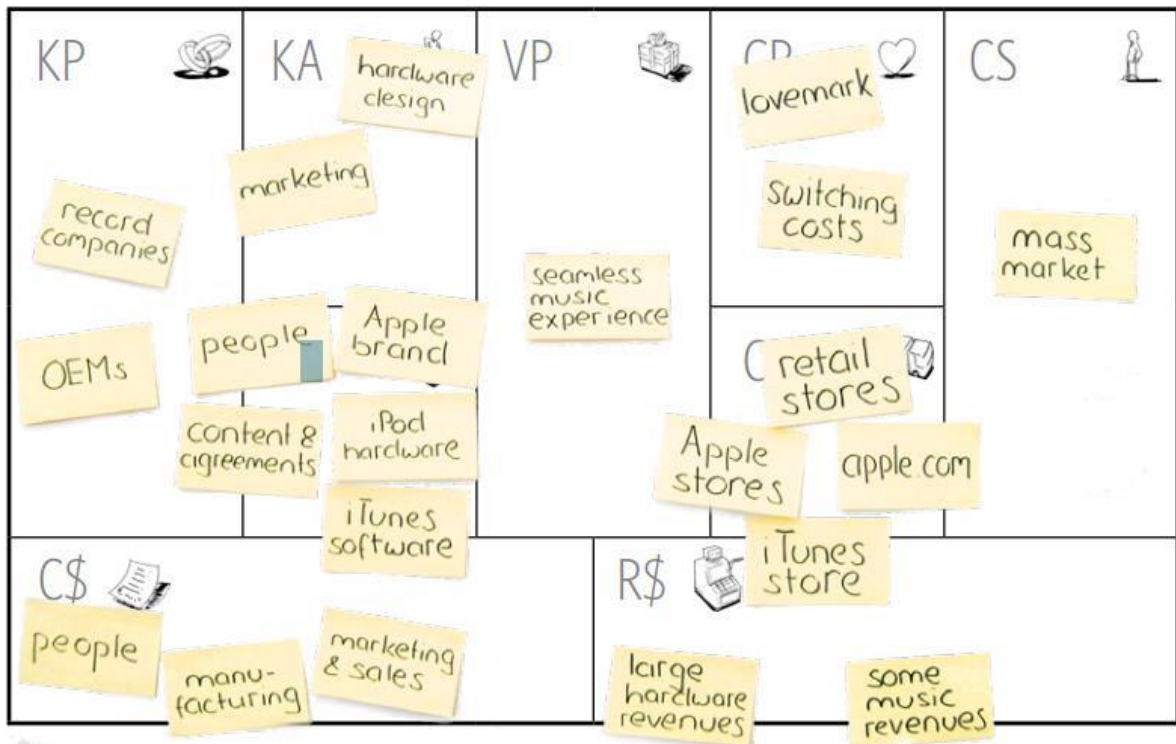 KP
record
companies
OEMs
KA
hardware
design
marketing
people
Apple
brand
content &
agreements
iPod
hardware
iTunes
software
VP
seamless
music
experience
CR
lovemark
switching
costs
C
retail
stores
Apple
stores
apple.com
iTunes
store
CS
mass
market
C$
people
manu-
facturing
marketing
& sales
R$
large
hardware
revenues
some
music
revenues